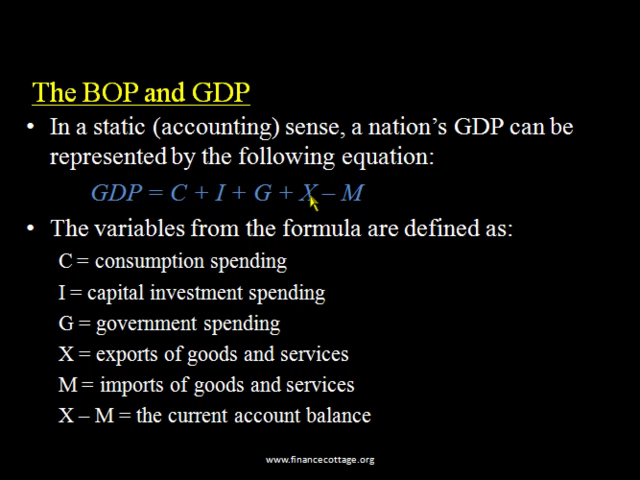 The BOP and GDP
• In a static (accounting) sense, a nation's GDP can be
represented by the following equation:
GDP = C + I + G + X – M
• The variables from the formula are defined as:
C = consumption spending
I = capital investment spending
G = government spending
X = exports of goods and services
M = imports of goods and services
X – M = the current account balance
www.financecottage.org